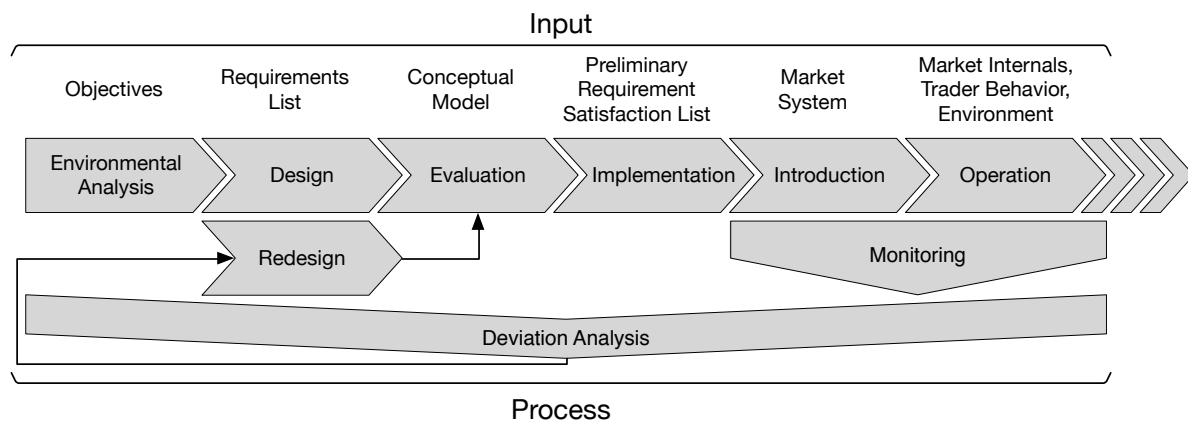 Input
Objectives
Requirements
List
Conceptual
Model
Preliminary
Requirement
Satisfaction List
Market
System
Market Internals,
Trader Behavior,
Environment
Environmental
Analysis
Design
Evaluation
Implementation
Introduction
Operation
Redesign
Monitoring
Deviation Analysis
Process